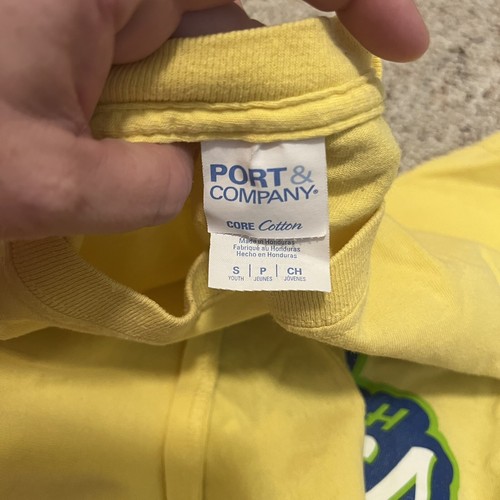 PORT &
COMPANY®
CORE Cotton
Made in Honduras
Fabriqué au Honduras
Hecho en Honduras
S | P | CH
YOUTH JEUNES JÓVENES
H